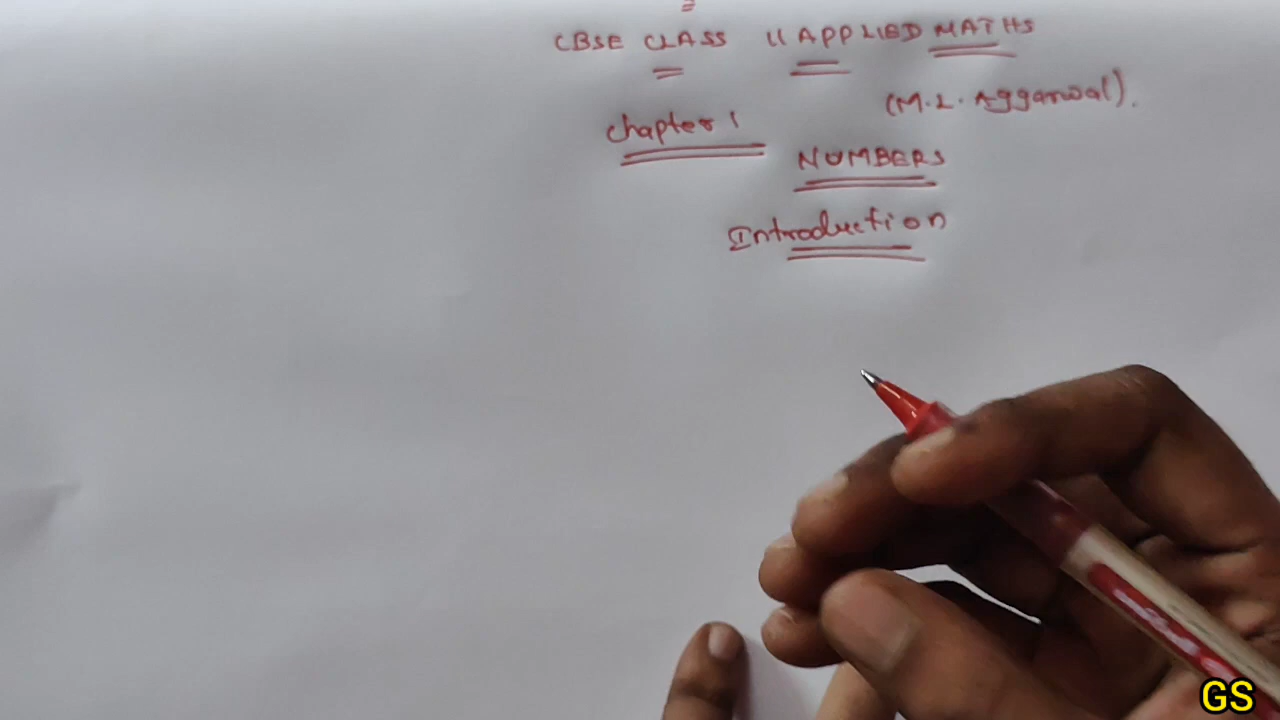 CBSE CLASS 11 APPLIED MATHS
(M.L. Aggarwal).
Chapter 1
NUMBERS
Introduction
GS